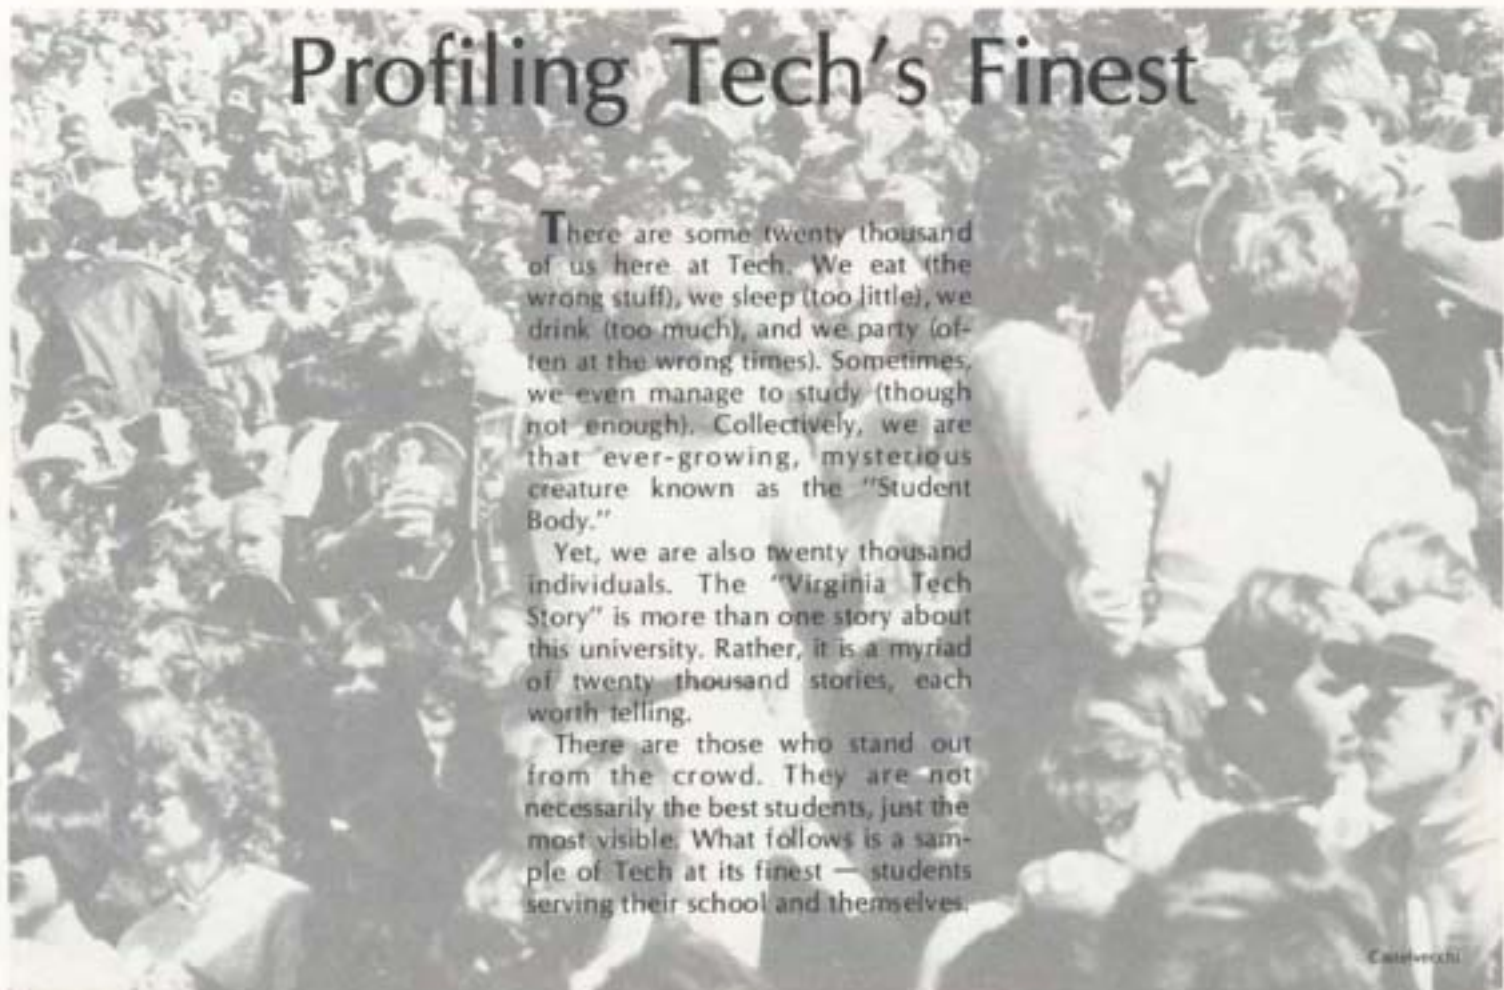 Profiling Tech's Finest
There are some twenty thousand
of us here at Tech. We eat (the
wrong stuff), we sleep (too little), we
drink (too much), and we party (of-
ten at the wrong times). Sometimes,
we even manage to study (though
not enough). Collectively, we are
that ever-growing, mysterious
creature known as the "Student
Body."
Yet, we are also twenty thousand
individuals. The "Virginia Tech
Story" is more than one story about
this university. Rather, it is a myriad
of twenty thousand stories, each
worth telling.
There are those who stand out
from the crowd. They are not
necessarily the best students, just the
most visible. What follows is a sam-
ple of Tech at its finest — students
serving their school and themselves.
Castelvecchi